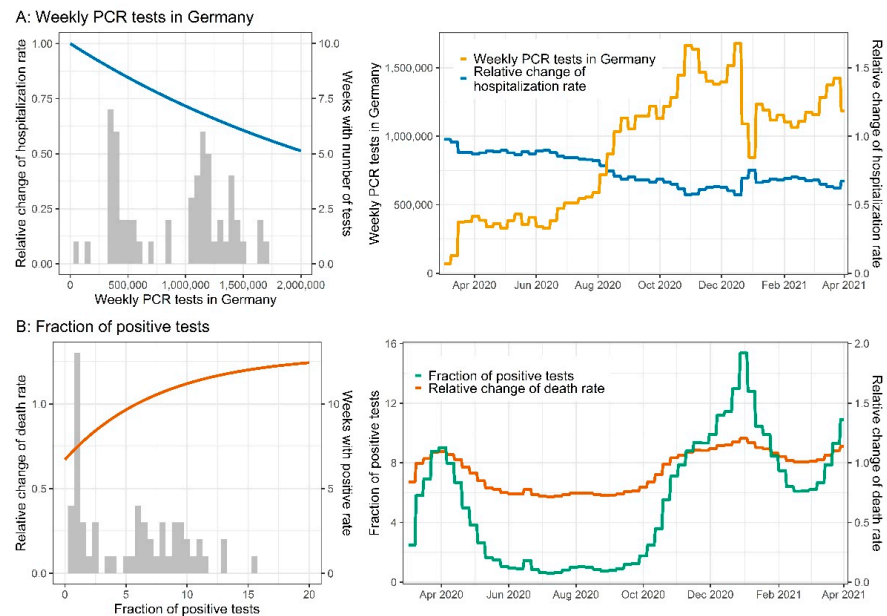 A: Weekly PCR tests in Germany
Relative change of hospitalization rate
1.00
0.75
0.50
0.25
0.00
10.0
7.5
5.0
2.5
0.0
Weeks with number of tests
0
500,000
1,000,000
1,500,000
2,000,000
Weekly PCR tests in Germany
Weekly PCR tests in Germany
1,500,000
1,000,000
500,000
0
Weekly PCR tests in Germany
Relative change of
hospitalization rate
1.5
1.0
0.5
0.0
Relative change of
hospitalization rate
Apr 2020
Jun 2020
Aug 2020
Oct 2020
Dec 2020
Feb 2021
Apr 2021
B: Fraction of positive tests
Relative change of death rate
1.0
0.5
0.0
10
5
0
Weeks with positive rate
0
5
10
15
20
Fraction of positive tests
Fraction of positive tests
16
12
8
4
0
Fraction of positive tests
Relative change of death rate
2.0
1.5
1.0
0.5
0.0
Relative change of
death rate
Apr 2020
Jun 2020
Aug 2020
Oct 2020
Dec 2020
Feb 2021
Apr 2021